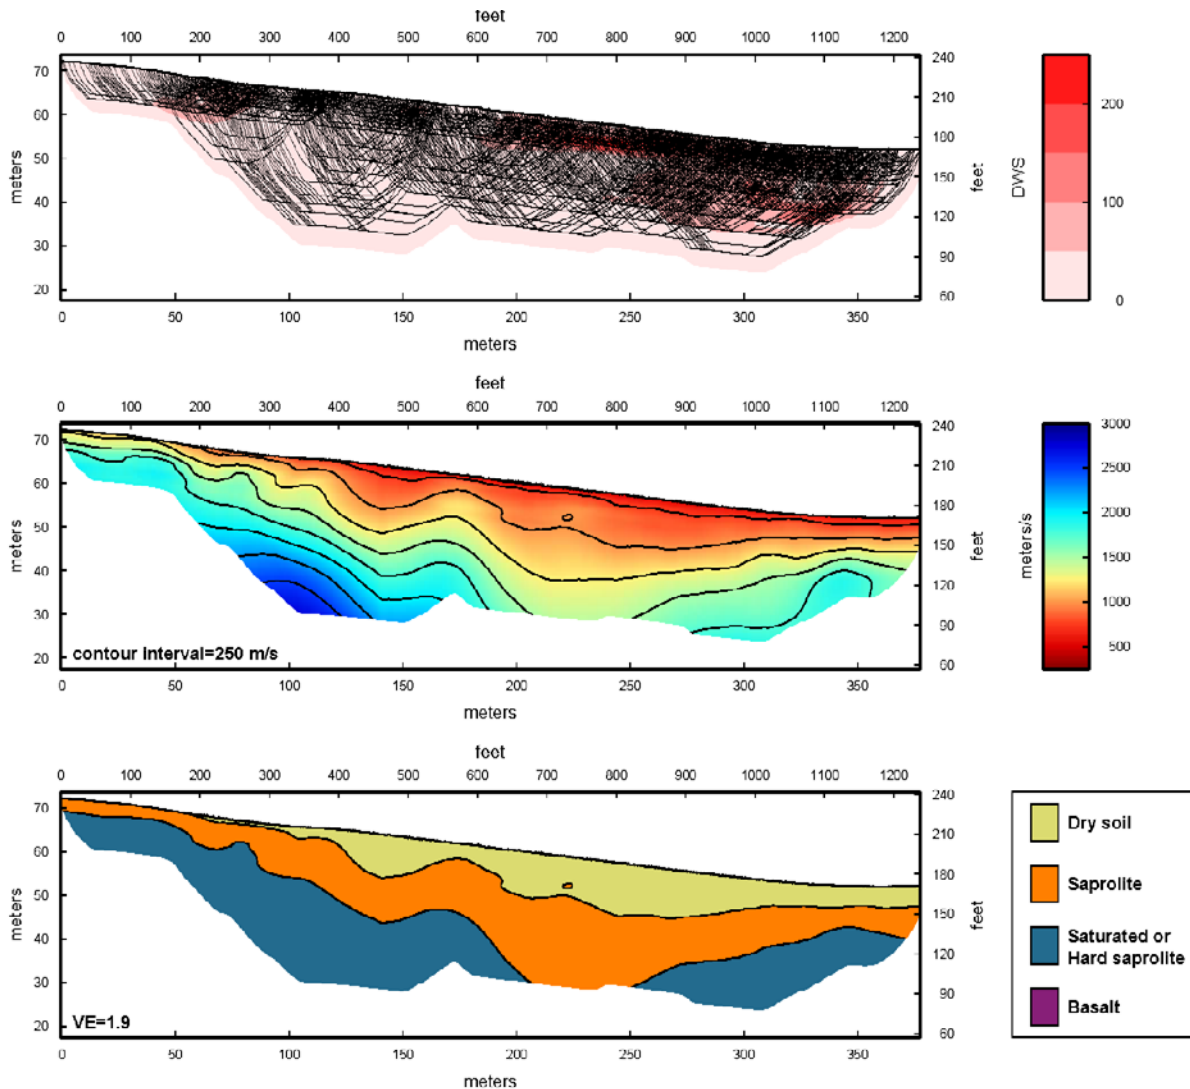 feet
0 100 200 300 400 500 600 700 800 900 1000 1100 1200
70
60
50
40
30
20
meters
240
210
180
150
120
90
60
feet
0 50 100 150 200 250 300 350
meters
200
100
0
DWS
feet
0 100 200 300 400 500 600 700 800 900 1000 1100 1200
70
60
50
40
30
20
meters
240
210
180
150
120
90
60
feet
contour interval=250 m/s
0 50 100 150 200 250 300 350
meters
3000
2500
2000
1500
1000
500
meters/s
feet
0 100 200 300 400 500 600 700 800 900 1000 1100 1200
70
60
50
40
30
20
meters
240
210
180
150
120
90
60
feet
VE=1.9
0 50 100 150 200 250 300 350
meters
Dry soil
Saprolite
Saturated or
Hard saprolite
Basalt